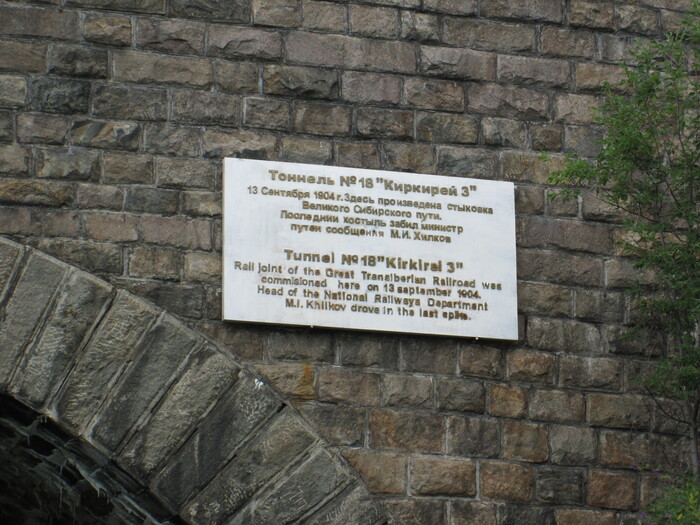 Тоннель №18 "Киркирей 3"
13 Сентября 1904 г. Здесь произведена стыковка
Великого Сибирского пути.
Последний костыль забил министр
путей сообщения М.И. Хилков
Tunnel №18 "Kirkirei 3"
Rail joint of the Great Transiberian Railroad was
commisioned here on 13 september 1904.
Head of the National Railways Department
M.I. Khilkov drove in the last spike.